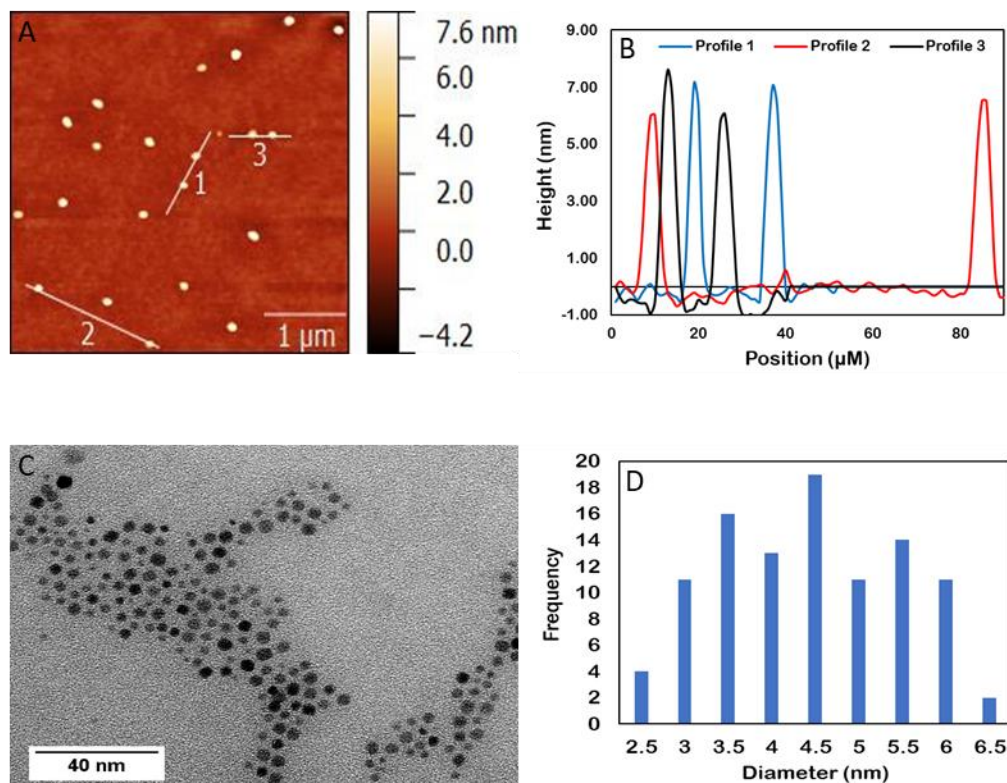 A
7.6 nm
6.0
4.0
2.0
0.0
−4.2
1
2
3
1 µm
B
Profile 1 Profile 2 Profile 3
9.00
7.00
5.00
3.00
1.00
-1.00
Height (nm)
0 20 40 60 80
Position (µM)
C
40 nm
D
20
18
16
14
12
10
8
6
4
2
0
Frequency
2.5 3 3.5 4 4.5 5 5.5 6 6.5
Diameter (nm)